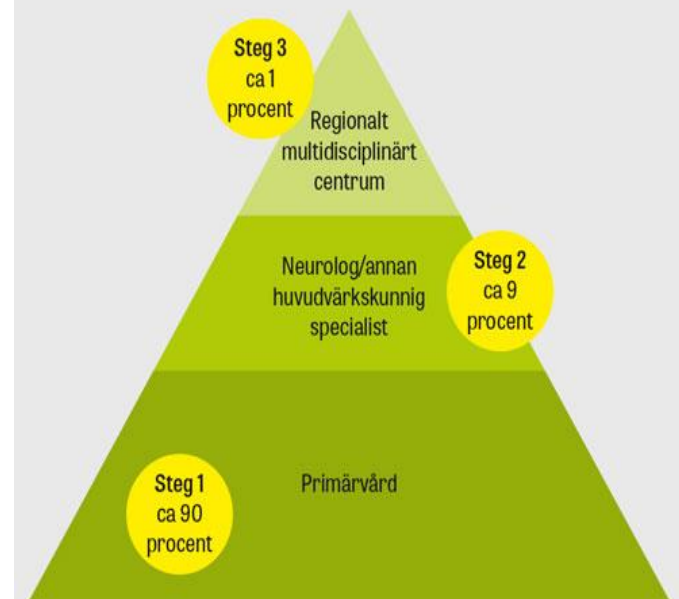 Steg 3
ca 1
procent
Regionalt
multidisciplinärt
centrum
Neurolog/annan
huvudvärkskunnig
specialist
Steg 2
ca 9
procent
Steg 1
ca 90
procent
Primärvård